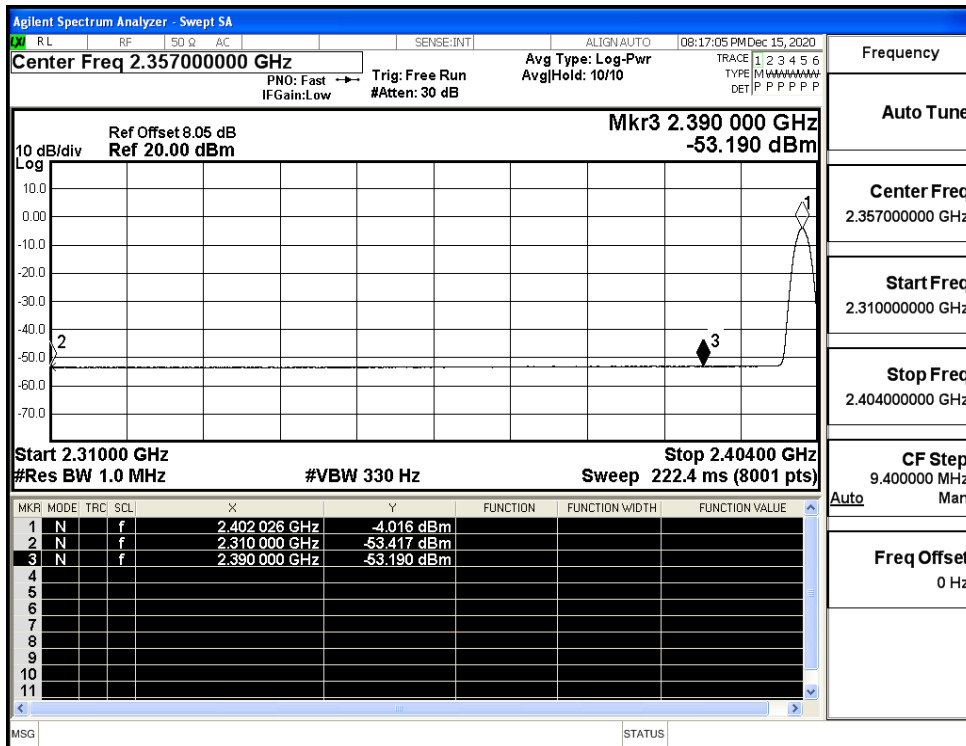 Agilent Spectrum Analyzer - Swept SA
LXI RL RF 50 Ω AC SENSE:INT ALIGNAUTO 08:17:05 PM Dec 15, 2020
Center Freq 2.357000000 GHz
PNO: Fast
IFGain:Low
Trig: Free Run
#Atten: 30 dB
Avg Type: Log-Pwr
Avg|Hold: 10/10
TRACE 1 2 3 4 5 6
TYPE M W W W W W
DET P P P P P P
Ref Offset 8.05 dB
10 dB/div Ref 20.00 dBm
Log
Mkr3 2.390 000 GHz
-53.190 dBm
10.0
0.00
-10.0
-20.0
-30.0
-40.0
-50.0
-60.0
-70.0
1
2
3
Start 2.31000 GHz Stop 2.40400 GHz
#Res BW 1.0 MHz #VBW 330 Hz Sweep 222.4 ms (8001 pts)
MKR MODE TRC SCL X Y FUNCTION FUNCTION WIDTH FUNCTION VALUE
1 N f 2.402 026 GHz -4.016 dBm
2 N f 2.310 000 GHz -53.417 dBm
3 N f 2.390 000 GHz -53.190 dBm
4
5
6
7
8
9
10
11
MSG STATUS
Frequency
Auto Tune
Center Freq
2.357000000 GHz
Start Freq
2.310000000 GHz
Stop Freq
2.404000000 GHz
CF Step
9.400000 MHz
Auto Man
Freq Offset
0 Hz